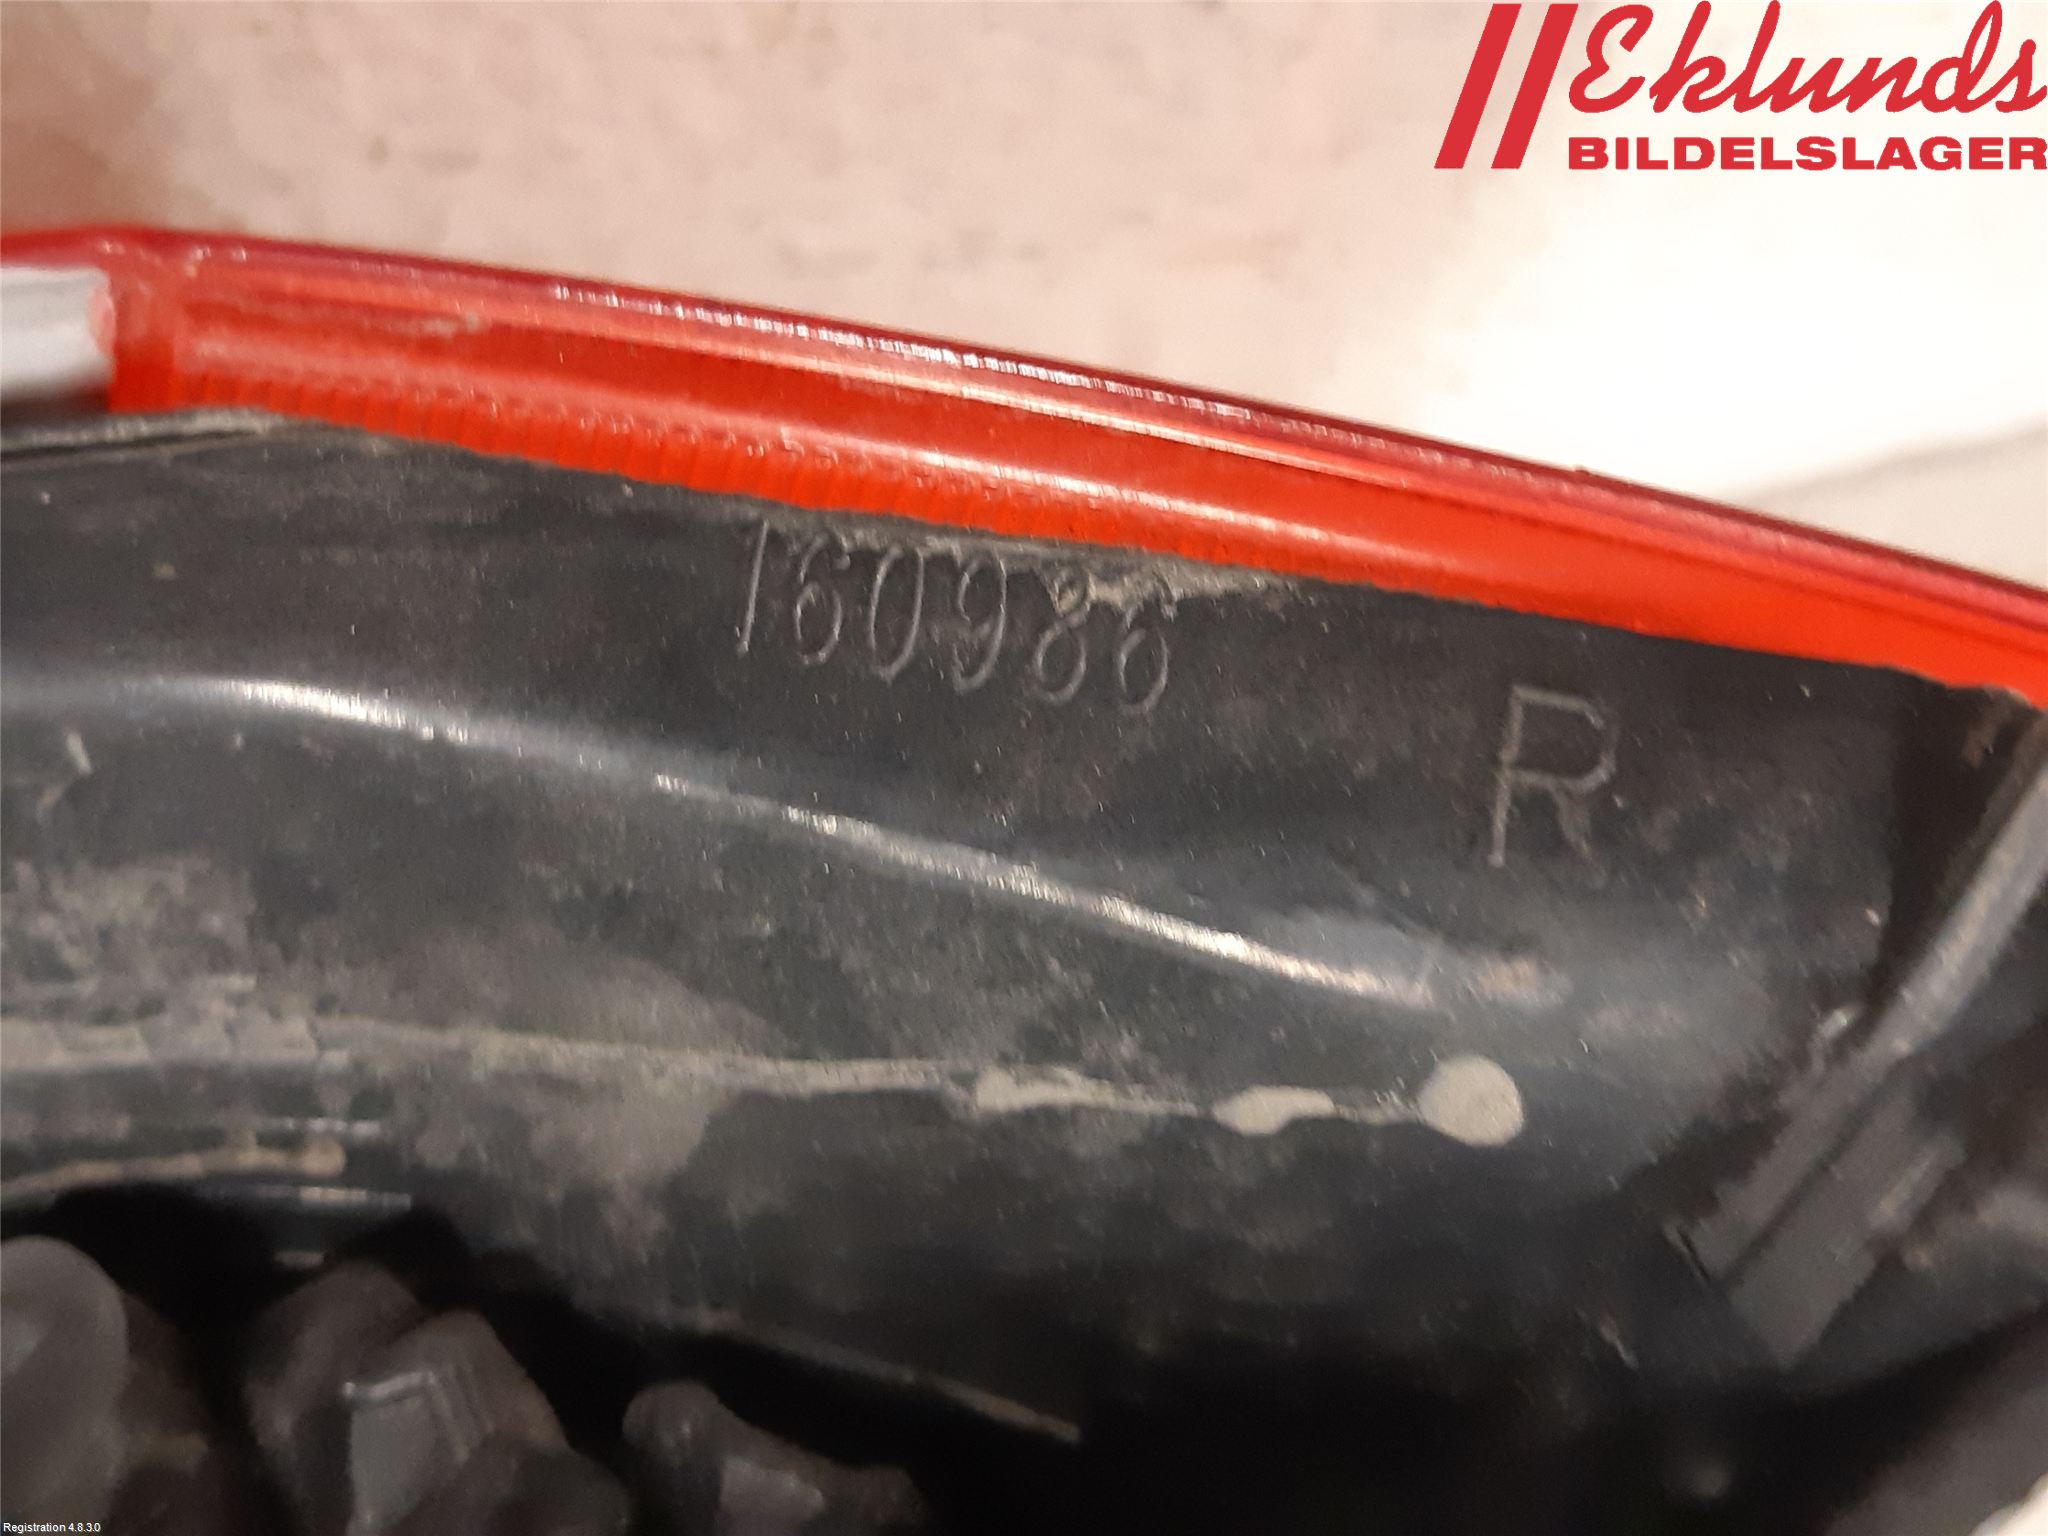 Eklunds
BILDELSLAGER
160986
R
Registration 4.8.3.0